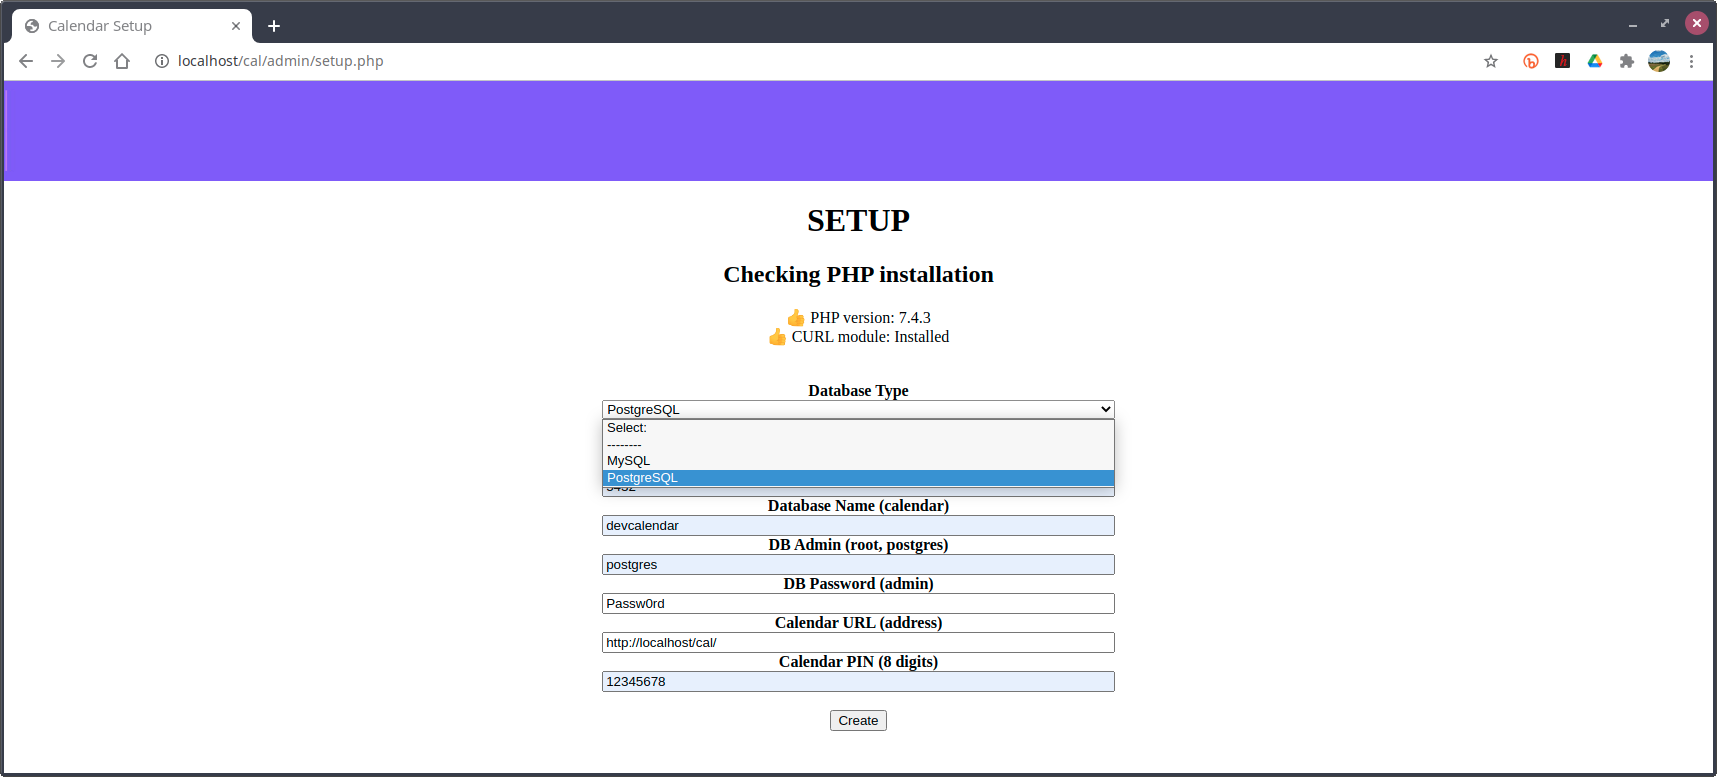 Calendar Setup
localhost/cal/admin/setup.php
SETUP
Checking PHP installation
👍 PHP version: 7.4.3
👍 CURL module: Installed
Database Type
PostgreSQL
Select:
--------
MySQL
PostgreSQL
5432
Database Name (calendar)
devcalendar
DB Admin (root, postgres)
postgres
DB Password (admin)
Passw0rd
Calendar URL (address)
http://localhost/cal/
Calendar PIN (8 digits)
12345678
Create